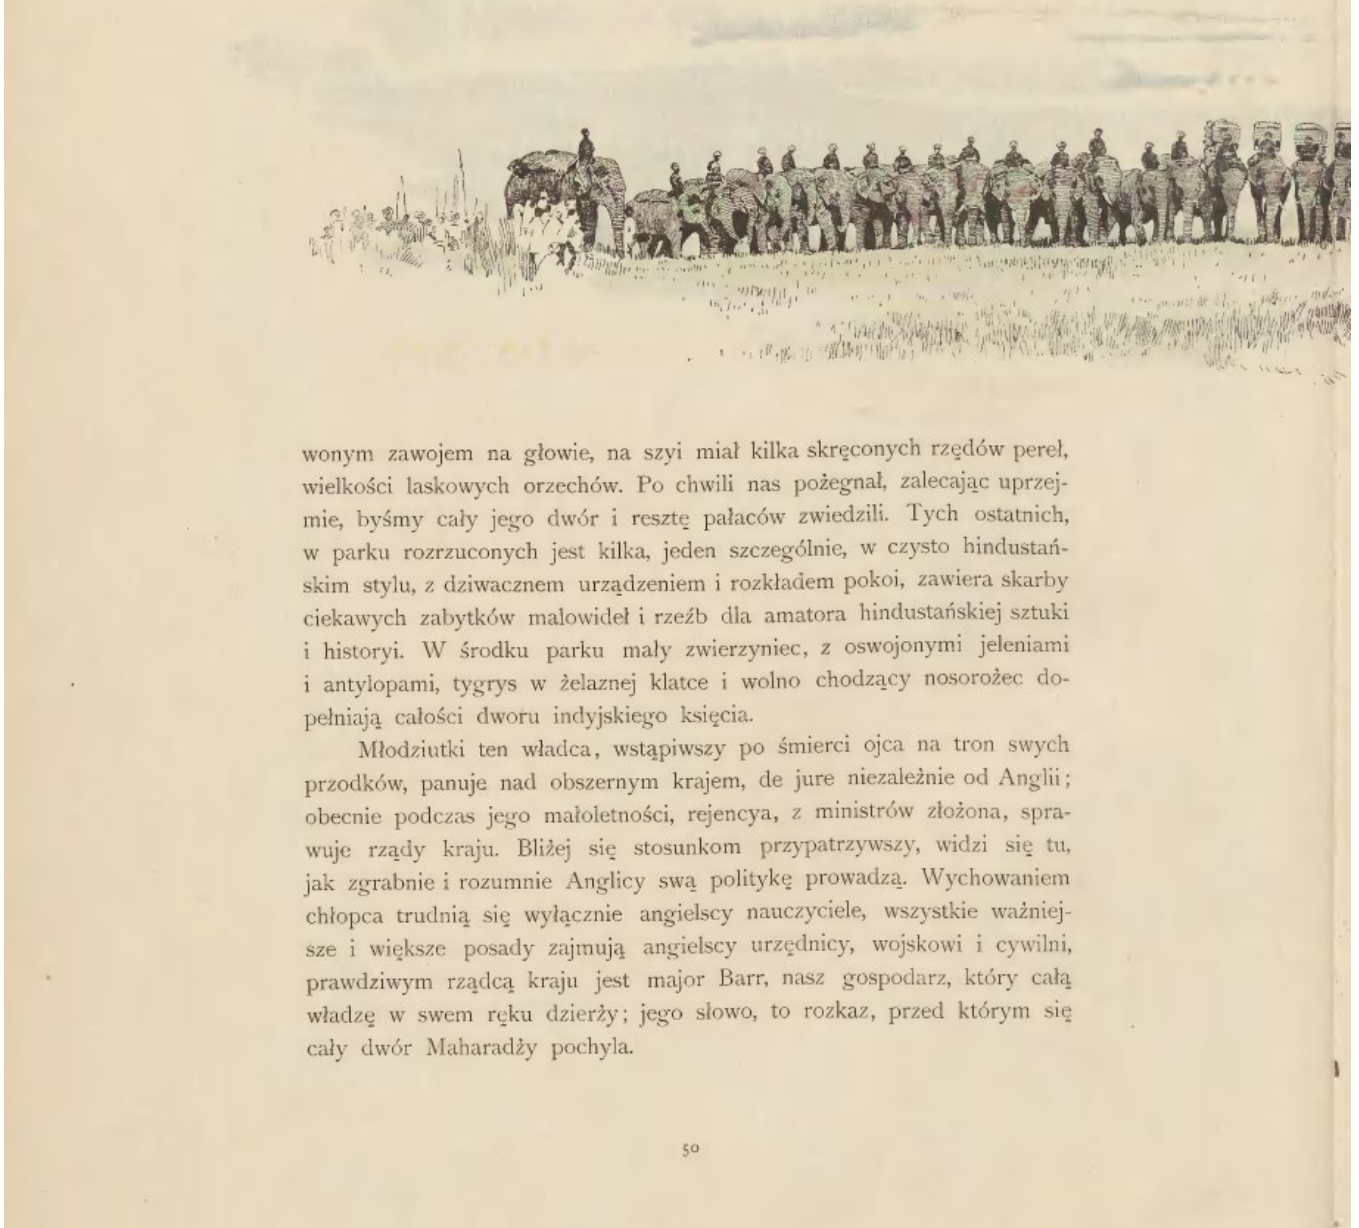 wonym zawojem na głowie, na szyi miał kilka skręconych rzędów pereł,
wielkości laskowych orzechów. Po chwili nas pożegnał, zalecając uprzej-
mie, byśmy cały jego dwór i resztę pałaców zwiedzili. Tych ostatnich,
w parku rozrzuconych jest kilka, jeden szczególnie, w czysto hindustań-
skim stylu, z dziwacznem urządzeniem i rozkładem pokoi, zawiera skarby
ciekawych zabytków malowideł i rzeźb dla amatora hindustańskiej sztuki
i historyi. W środku parku mały zwierzyniec, z oswojonymi jeleniami
i antylopami, tygrys w żelaznej klatce i wolno chodzący nosorożec do-
pełniają całości dworu indyjskiego księcia.
Młodziutki ten władca, wstąpiwszy po śmierci ojca na tron swych
przodków, panuje nad obszernym krajem, de jure niezależnie od Anglii;
obecnie podczas jego małoletności, rejencya, z ministrów złożona, spra-
wuje rządy kraju. Bliżej się stosunkom przypatrzywszy, widzi się tu,
jak zgrabnie i rozumnie Anglicy swą politykę prowadzą. Wychowaniem
chłopca trudnią się wyłącznie angielscy nauczyciele, wszystkie ważniej-
sze i większe posady zajmują angielscy urzędnicy, wojskowi i cywilni,
prawdziwym rządcą kraju jest major Barr, nasz gospodarz, który całą
władzę w swem ręku dzierży; jego słowo, to rozkaz, przed którym się
cały dwór Maharadży pochyla.
50